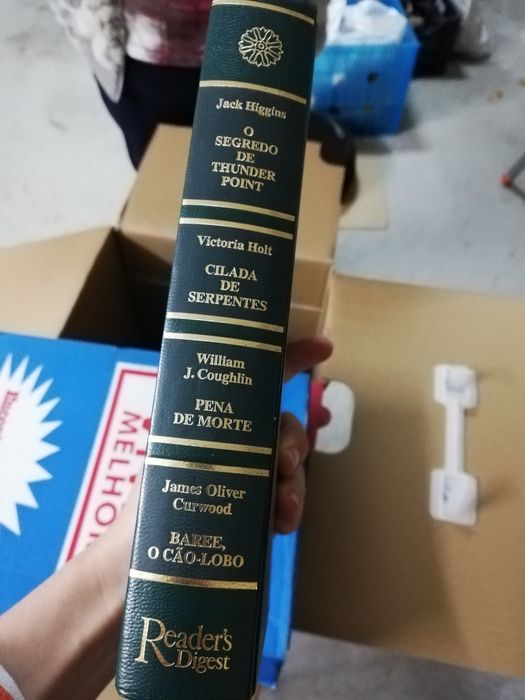 Jack Higgins
O
SEGREDO
DE
THUNDER
POINT
Victoria Holt
CILADA
DE
SERPENTES
William
J. Coughlin
PENA
DE MORTE
James Oliver
Curwood
BAREE,
O CÃO-LOBO
Reader's
Digest
MELHO